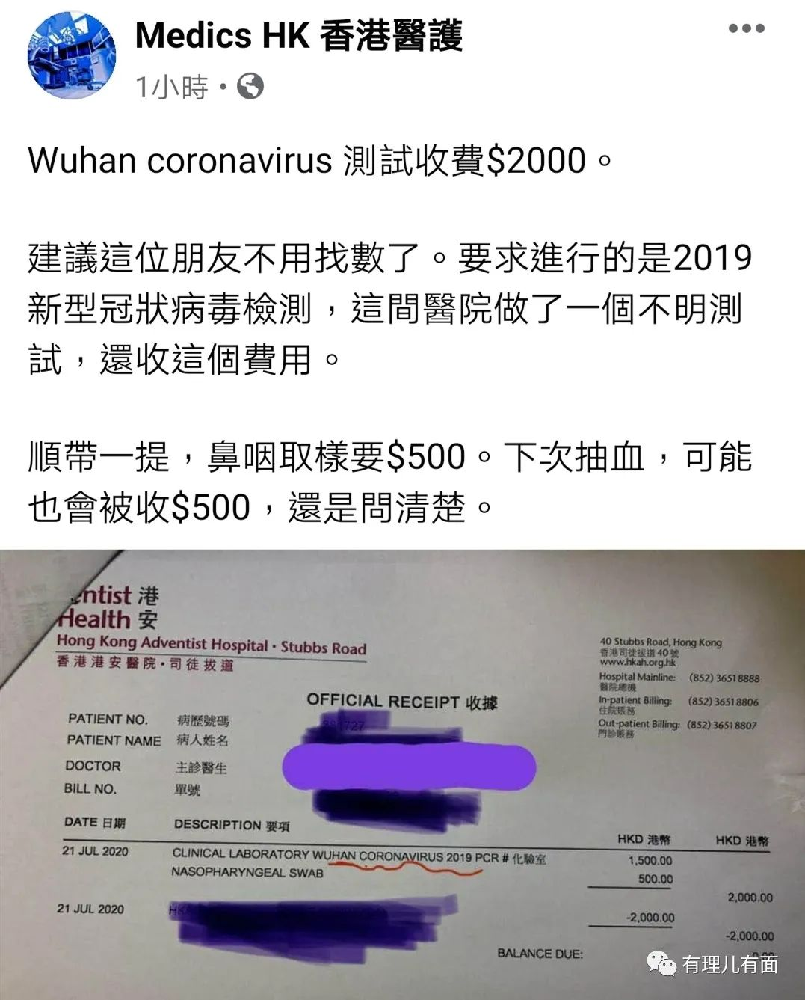 Medics HK 香港醫護
1小時
Wuhan coronavirus 測試收費$2000。
建議這位朋友不用找數了。要求進行的是2019
新型冠狀病毒檢測，這間醫院做了一個不明測
試，還收這個費用。
順帶一提，鼻咽取樣要$500。下次抽血，可能
也會被收$500，還是問清楚。
entist 港
Health 安
Hong Kong Adventist Hospital · Stubbs Road
香港港安醫院·司徒拔道
40 Stubbs Road, Hong Kong
香港司徒拔道 40 號
www.hkah.org.hk
Hospital Mainline: (852) 3651 8888
醫院總機
In-patient Billing: (852) 3651 8806
住院賬務
Out-patient Billing: (852) 3651 8807
門診賬務
OFFICIAL RECEIPT 收據
PATIENT NO. 病歷號碼
PATIENT NAME 病人姓名
DOCTOR 主診醫生
BILL NO. 單號
DATE 日期 DESCRIPTION 要項 HKD 港幣 HKD 港幣
21 JUL 2020 CLINICAL LABORATORY WUHAN CORONAVIRUS 2019 PCR # 化驗室 1,500.00
NASOPHARYNGEAL SWAB 500.00
2,000.00
21 JUL 2020 -2,000.00
-2,000.00
BALANCE DUE:
有理儿有面